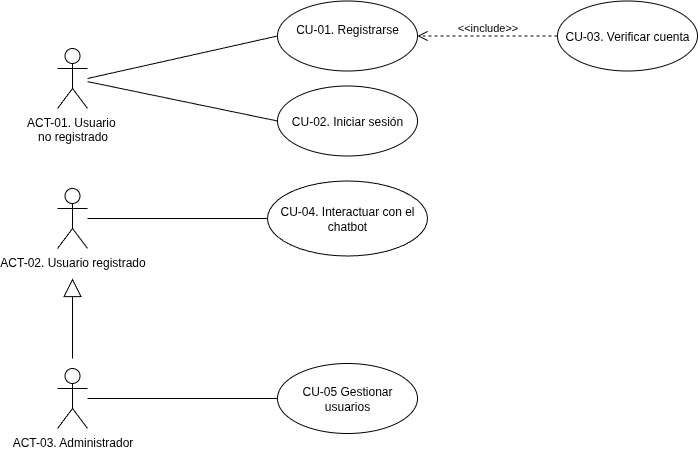 CU-01. Registrarse
<<include>>
CU-03. Verificar cuenta
ACT-01. Usuario
no registrado
CU-02. Iniciar sesión
CU-04. Interactuar con el
chatbot
ACT-02. Usuario registrado
CU-05 Gestionar
usuarios
ACT-03. Administrador